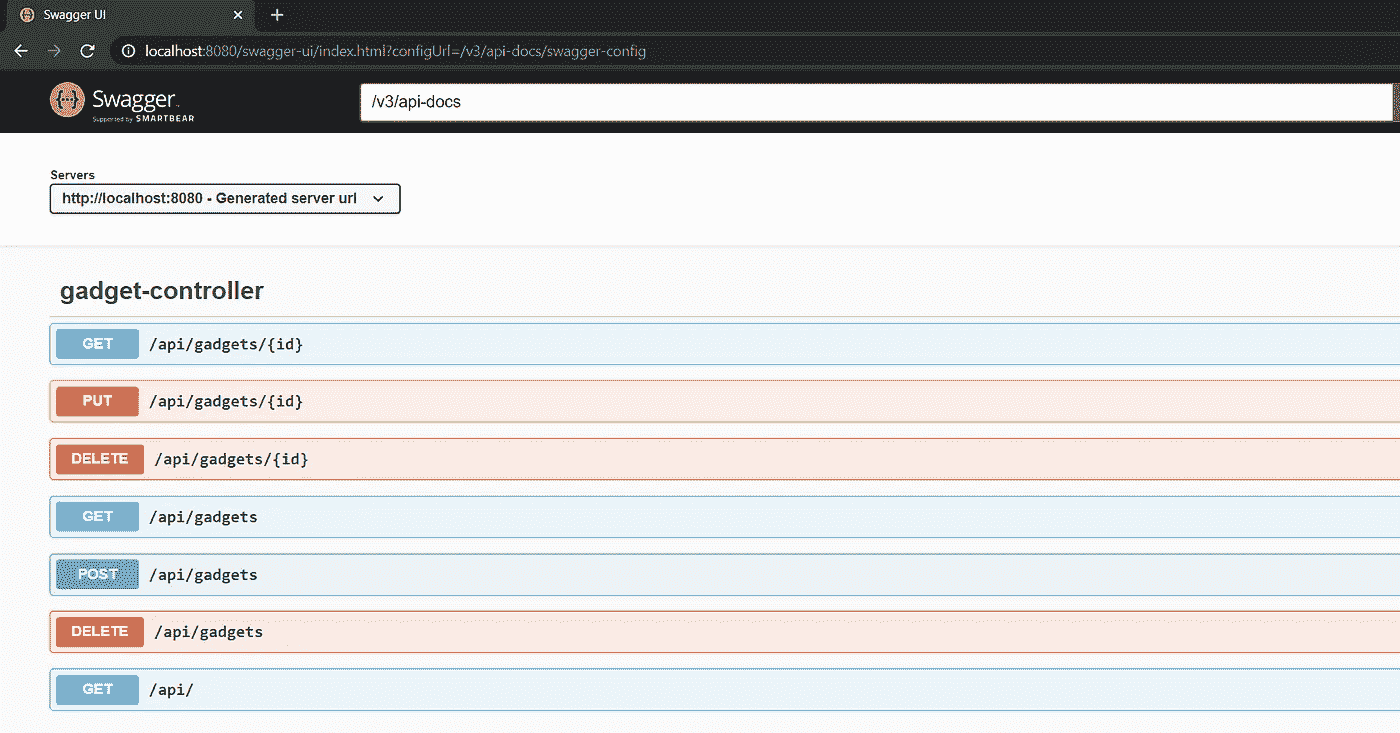 Swagger UI
localhost:8080/swagger-ui/index.html?configUrl=/v3/api-docs/swagger-config
Swagger
Supported by SMARTBEAR
/v3/api-docs
Servers
http://localhost:8080 - Generated server url
gadget-controller
GET /api/gadgets/{id}
PUT /api/gadgets/{id}
DELETE /api/gadgets/{id}
GET /api/gadgets
POST /api/gadgets
DELETE /api/gadgets
GET /api/